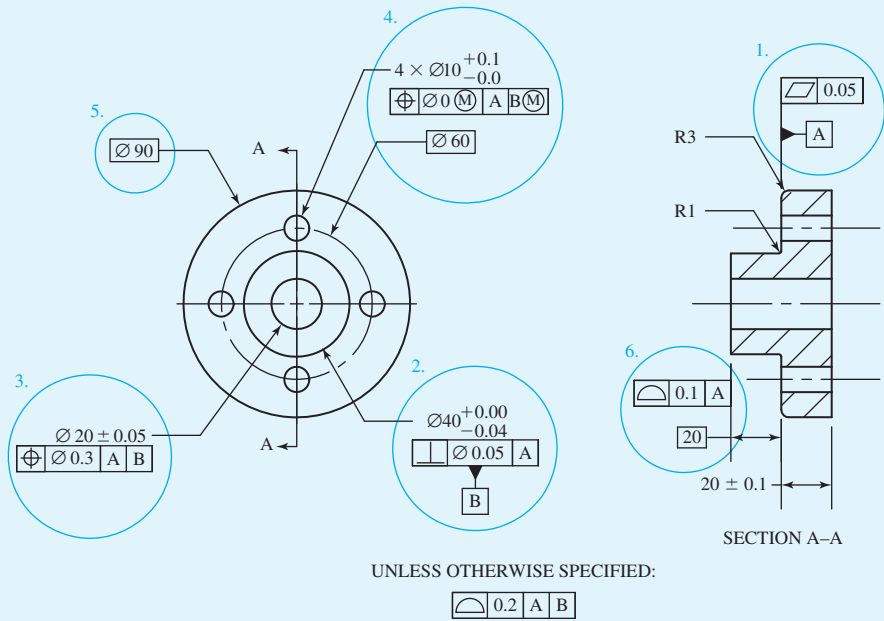 4.
4 × ∅10 +0.1 −0.0
⌖ ∅0 Ⓜ A BⓂ
∅60
5.
∅90
A
3.
∅20 ± 0.05
⌖ ∅0.3 A B
A
2.
∅40 +0.00 −0.04
⟂ ∅0.05 A
B
1.
⏥ 0.05
A
R3
R1
6.
⌓ 0.1 A
20
20 ± 0.1
SECTION A–A
UNLESS OTHERWISE SPECIFIED:
⌓ 0.2 A B